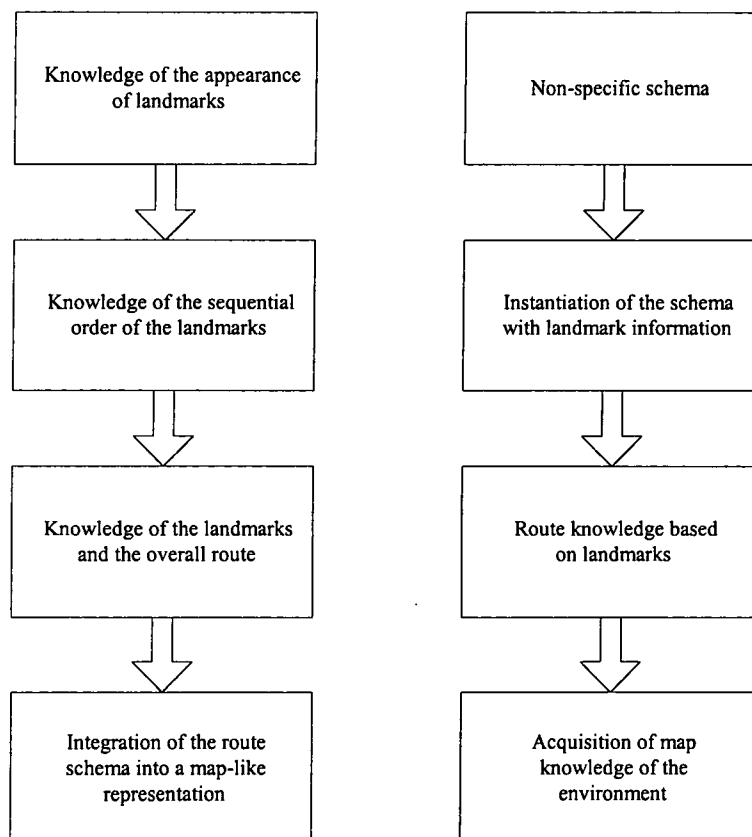 Knowledge of the appearance
of landmarks
Knowledge of the sequential
order of the landmarks
Knowledge of the landmarks
and the overall route
Integration of the route
schema into a map-like
representation
Non-specific schema
Instantiation of the schema
with landmark information
Route knowledge based
on landmarks
Acquisition of map
knowledge of the
environment